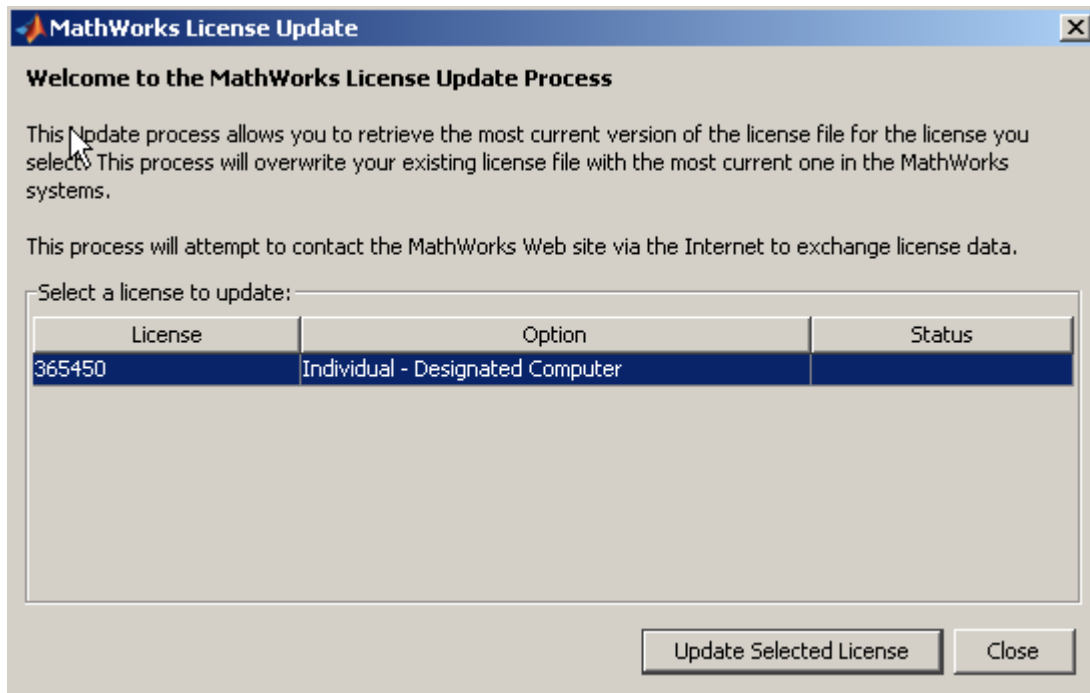 MathWorks License Update
Welcome to the MathWorks License Update Process
This Update process allows you to retrieve the most current version of the license file for the license you
select. This process will overwrite your existing license file with the most current one in the MathWorks
systems.
This process will attempt to contact the MathWorks Web site via the Internet to exchange license data.
Select a license to update:
License Option Status
365450 Individual - Designated Computer
Update Selected License Close